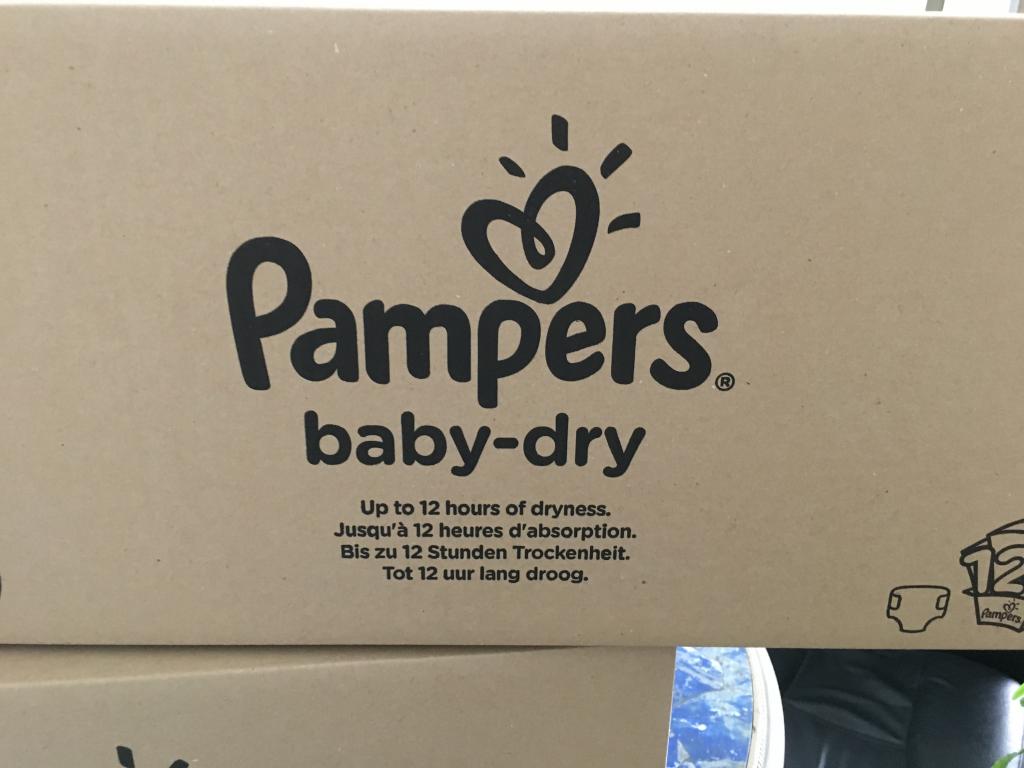 Pampers®
baby-dry
Up to 12 hours of dryness.
Jusqu'à 12 heures d'absorption.
Bis zu 12 Stunden Trockenheit.
Tot 12 uur lang droog.
12
Pampers